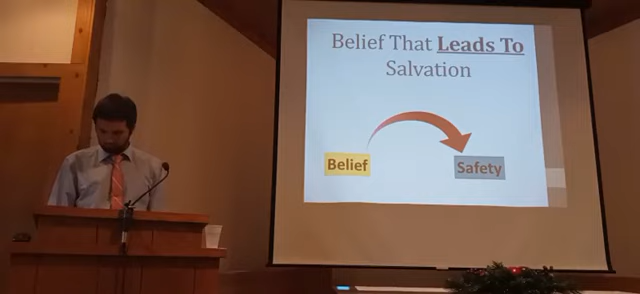 Belief That Leads To
Salvation
Belief
Safety